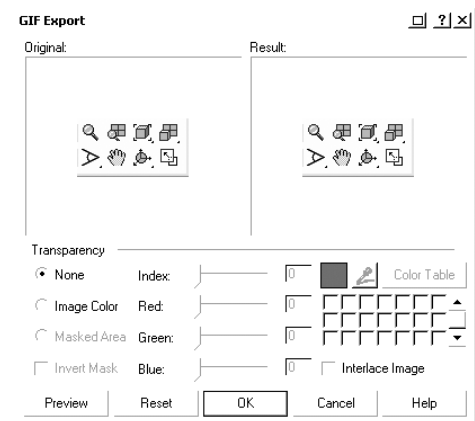 GIF Export
Original: Result:
Transparency
None Index: 0 Color Table
Image Color Red: 0
Masked Area Green: 0
Invert Mask Blue: 0 Interlace Image
Preview Reset OK Cancel Help